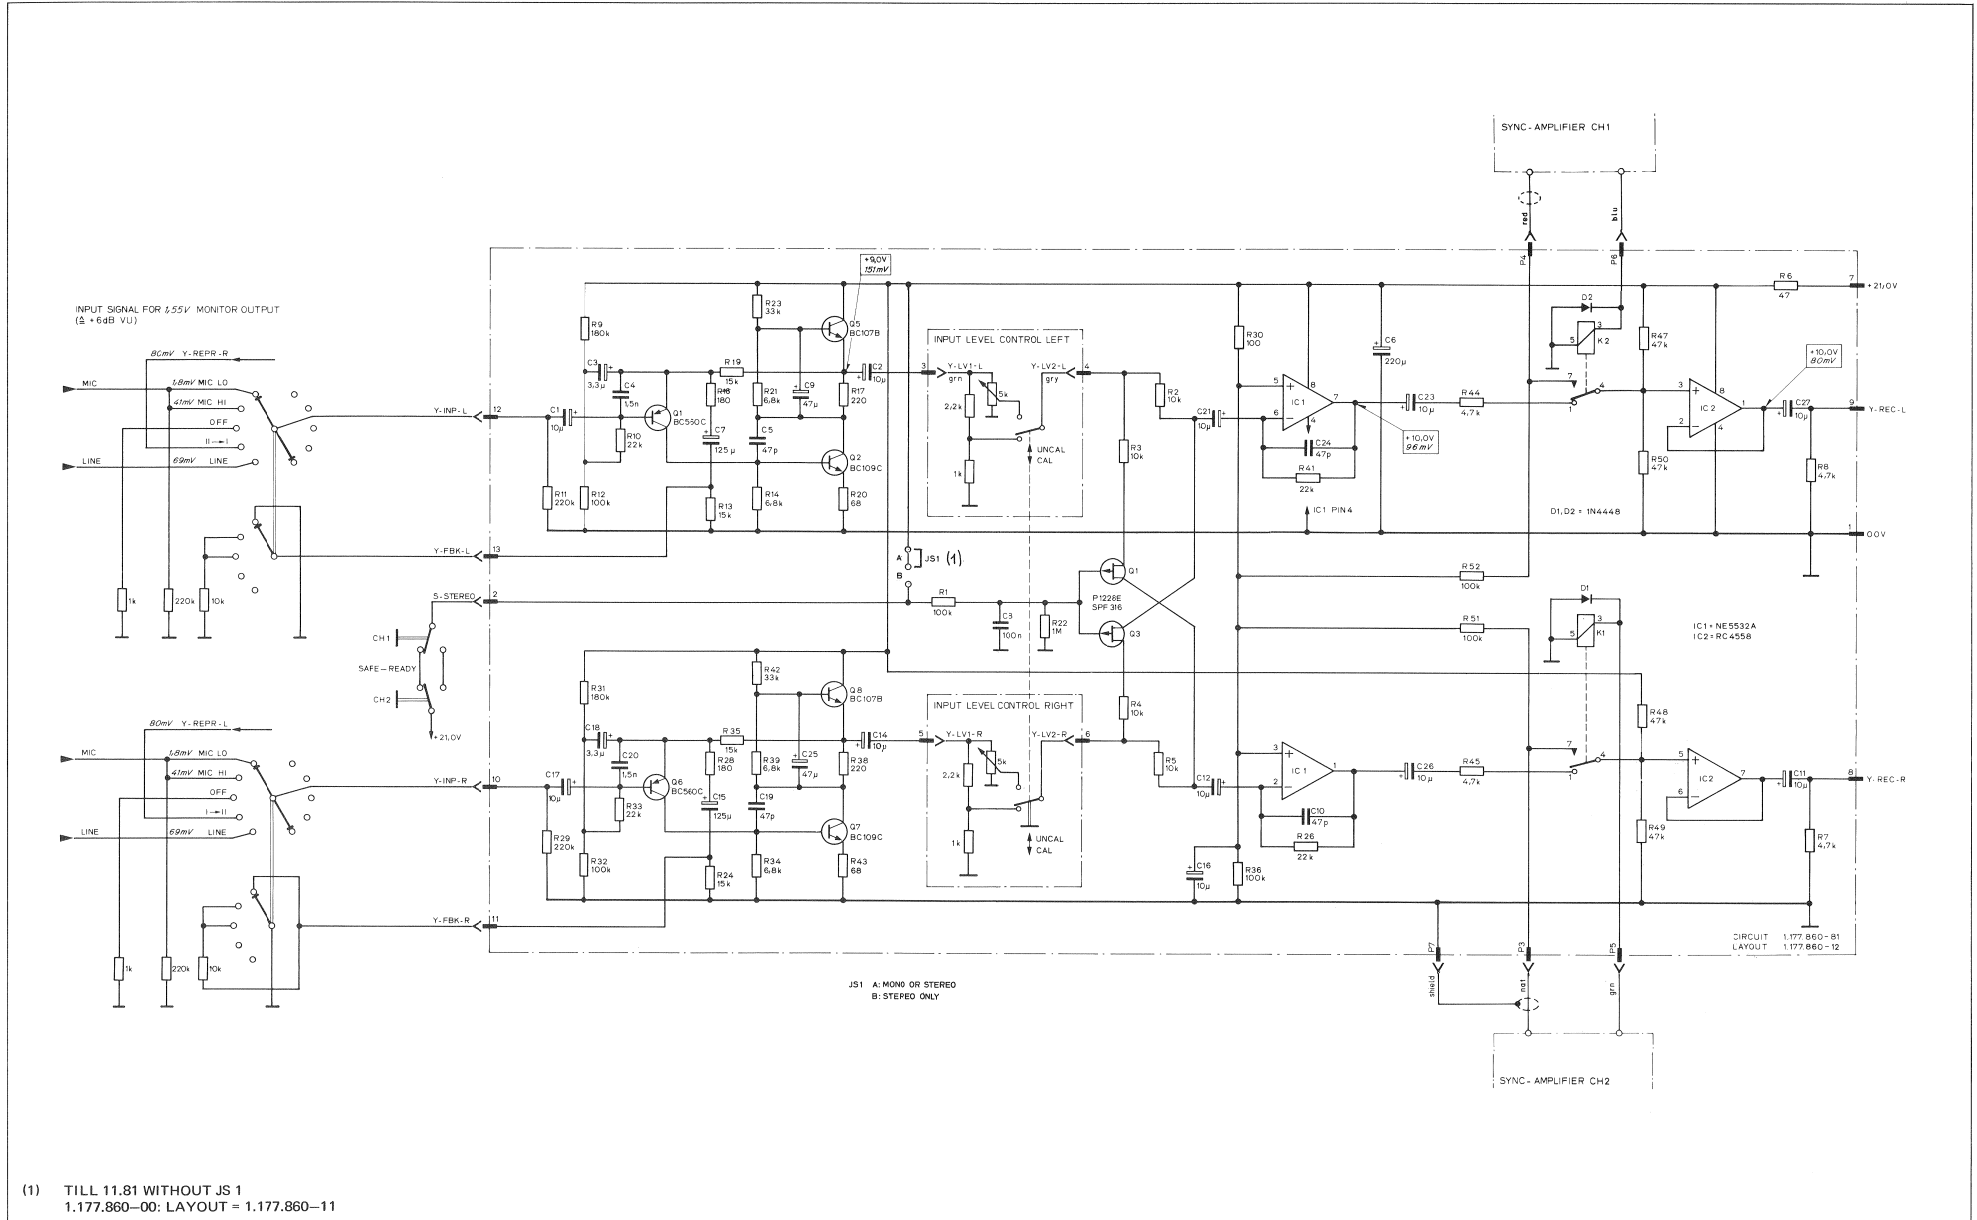 SYNC-AMPLIFIER CH1
red
blu
P4
P6
INPUT SIGNAL FOR 1,55V MONITOR OUTPUT
(≙ +6dB VU)
80mV Y-REPR-R
MIC
1,8mV MIC LO
41mV MIC HI
OFF
II→I
LINE
69mV LINE
1k
220k
10k
Y-INP-L
12
Y-FBK-L
13
S-STEREO
2
CH1
SAFE-READY
CH2
+21,0V
+9,0V
151mV
R9
180k
C3
3,3µ
C4
1,5n
C1
10µ
Q1
BC550C
R10
22k
R11
220k
R12
100k
R18
180
R19
15k
C7
125µ
R13
15k
R23
33k
R21
6,8k
C5
47p
R14
6,8k
C9
47µ
Q5
BC107B
C2
10µ
R17
220
Q2
BC109C
R20
68
INPUT LEVEL CONTROL LEFT
3
Y-LV1-L
grn
Y-LV2-L
gry
4
5k
2,2k
1k
UNCAL
CAL
A
B
JS1 (1)
R1
100k
C8
100n
R22
1M
P1226E
SPF 316
Q1
Q3
R2
10k
R3
10k
C21
10µ
R30
100
5
6
IC1
8
4
7
C24
47p
R41
22k
IC1 PIN4
C6
220µ
+10,0V
96mV
C23
10µ
R44
4,7k
D2
5
3
K2
7
4
1
D1,D2 = 1N4448
R47
47k
R50
47k
3
2
IC2
8
4
1
+10,0V
80mV
C27
10µ
R8
4,7k
R6
47
7
+21,0V
9
Y-REC-L
1
0.0V
R52
100k
R51
100k
D1
5
3
K1
IC1= NE5532A
IC2= RC4558
80mV Y-REPR-L
MIC
1,8mV MIC LO
41mV MIC HI
OFF
I→II
LINE
69mV LINE
1k
220k
10k
Y-INP-R
10
Y-FBK-R
11
R31
180k
C18
3,3µ
C20
1,5n
C17
10µ
Q6
BC560C
R33
22k
R29
220k
R32
100k
R35
15k
R28
180
C15
125µ
R24
15k
R42
33k
R39
6,8k
C19
47p
R34
6,8k
C25
47µ
Q8
BC107B
C14
10µ
R38
220
Q7
BC109C
R43
68
INPUT LEVEL CONTROL RIGHT
5
Y-LV1-R
Y-LV2-R
6
5k
2,2k
1k
UNCAL
CAL
R4
10k
R5
10k
C12
10µ
C16
10µ
R36
100k
3
2
IC1
1
C10
47p
R26
22k
C26
10µ
R45
4,7k
7
4
1
R48
47k
R49
47k
5
6
IC2
7
C11
10µ
R7
4,7k
8
Y-REC-R
CIRCUIT 1.177.860-81
LAYOUT 1.177.860-12
P7
P3
P5
shield
nat
grn
SYNC-AMPLIFIER CH2
JS1 A: MONO OR STEREO
B: STEREO ONLY
(1) TILL 11.81 WITHOUT JS 1
1.177.860–00: LAYOUT = 1.177.860–11